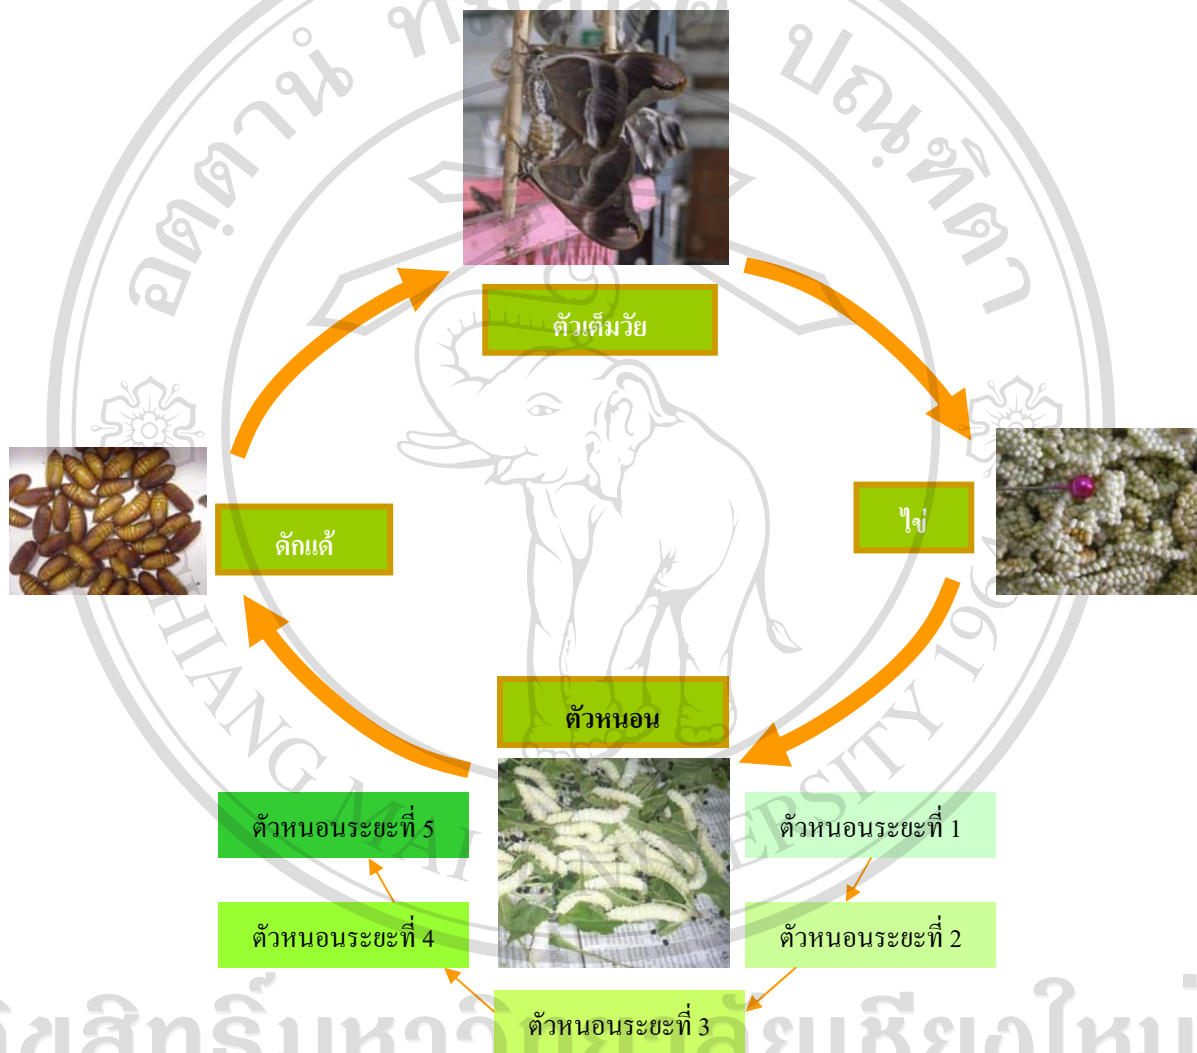 ตัวเต็มวัย
ไข่
ดักแด้
ตัวหนอน
ตัวหนอนระยะที่ 5
ตัวหนอนระยะที่ 1
ตัวหนอนระยะที่ 4
ตัวหนอนระยะที่ 2
ตัวหนอนระยะที่ 3
CHIANG MAI UNIVERSITY 1964